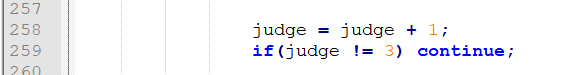 257
258 judge = judge + 1;
259 if(judge != 3) continue;
260